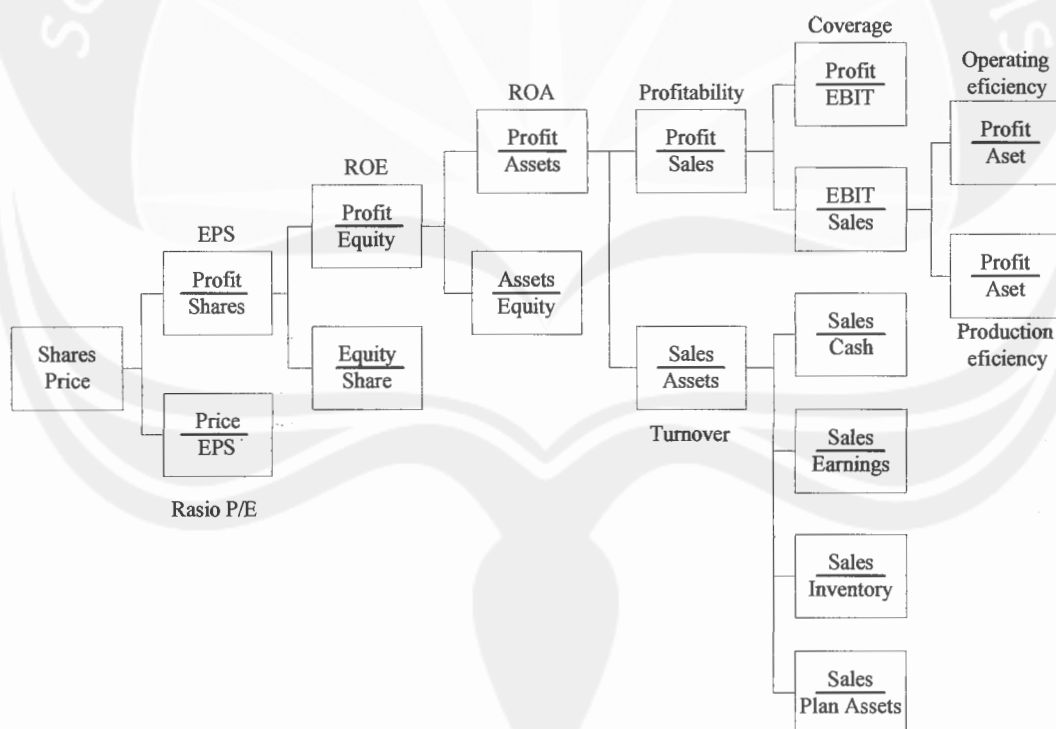 Coverage
Profit
EBIT
Operating
eficiency
Profit
Aset
ROA
Profit
Assets
Profitability
Profit
Sales
ROE
Profit
Equity
EBIT
Sales
EPS
Profit
Shares
Assets
Equity
Profit
Aset
Production
eficiency
Shares
Price
Equity
Share
Sales
Assets
Turnover
Sales
Cash
Price
EPS
Rasio P/E
Sales
Earnings
Sales
Inventory
Sales
Plan Assets